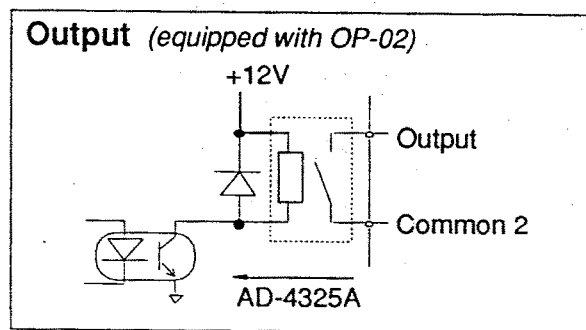 Output (equipped with OP-02)
+12V
Output
Common 2
AD-4325A